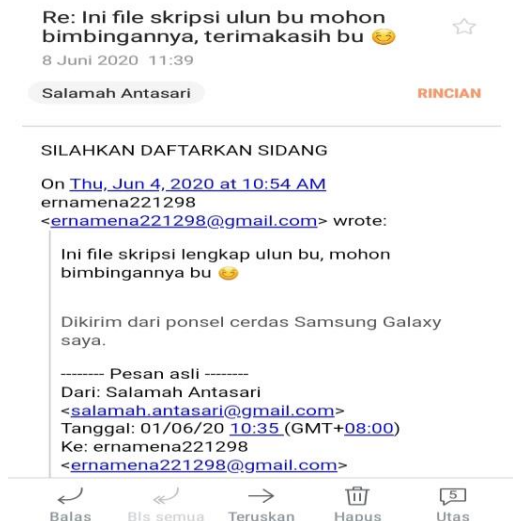 Re: Ini file skripsi ulun bu mohon
bimbingannya, terimakasih bu 😊
8 Juni 2020 11:39
Salamah Antasari
RINCIAN
SILAHKAN DAFTARKAN SIDANG
On Thu, Jun 4, 2020 at 10:54 AM
ernamena221298
<ernamena221298@gmail.com> wrote:
Ini file skripsi lengkap ulun bu, mohon
bimbingannya bu 😊
Dikirim dari ponsel cerdas Samsung Galaxy
saya.
-------- Pesan asli --------
Dari: Salamah Antasari
<salamah.antasari@gmail.com>
Tanggal: 01/06/20 10:35 (GMT+08:00)
Ke: ernamena221298
<ernamena221298@gmail.com>
5
Balas Bls semua Teruskan Hapus Utas